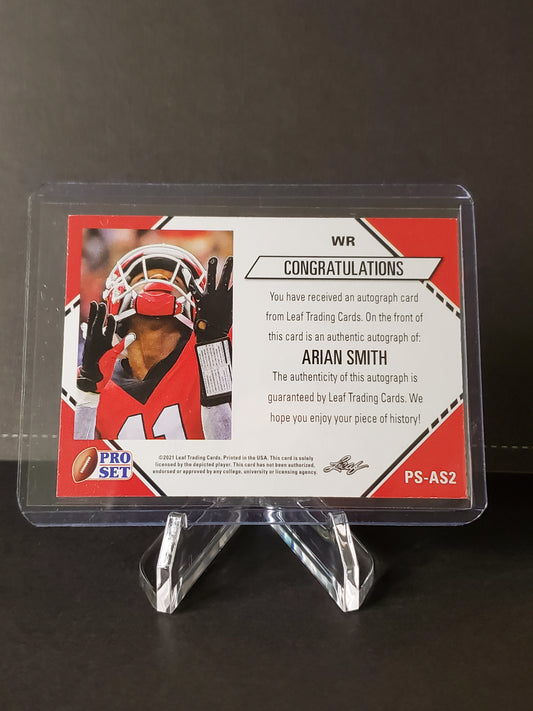 WR
CONGRATULATIONS
You have received an autograph card
from Leaf Trading Cards. On the front of
this card is an authentic autograph of:
ARIAN SMITH
The authenticity of this autograph is
guaranteed by Leaf Trading Cards. We
hope you enjoy your piece of history!
11
PRO
SET
©2021 Leaf Trading Cards. Printed in the USA. This card is solely
licensed by the depicted player. This card has not been authorized,
endorsed or approved by any college, university or licensing agency.
Leaf
PS-AS2